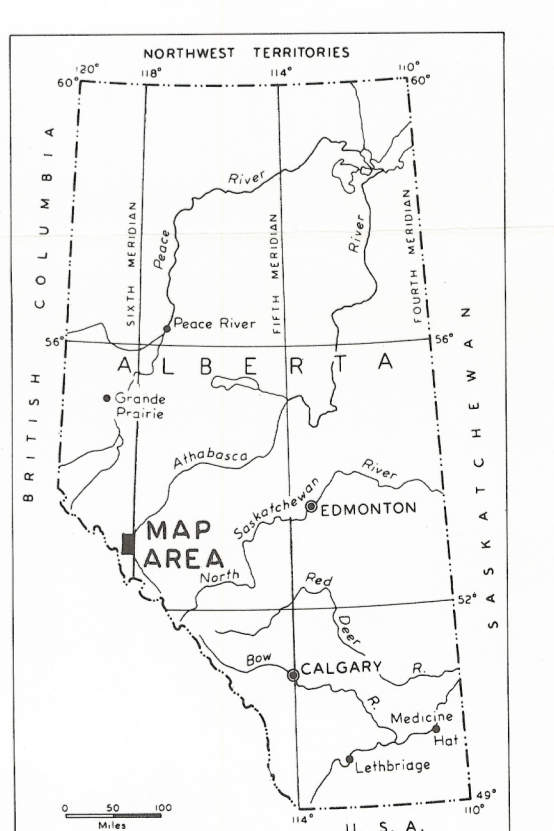 NORTHWEST TERRITORIES
120° 118° 114° 110°
60° 60°
BRITISH COLUMBIA
SIXTH MERIDIAN
FIFTH MERIDIAN
FOURTH MERIDIAN
Peace River
River
Peace River
56° 56°
ALBERTA
Grande
Prairie
SASKATCHEWAN
Athabasca
North Saskatchewan River
EDMONTON
MAP
AREA
Red Deer R.
52°
Bow R.
CALGARY
Medicine
Hat
Lethbriage
49°
114° 110°
0 50 100
Miles
U. S. A.